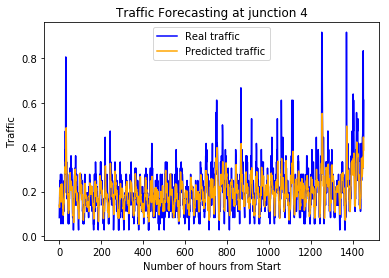 Traffic Forecasting at junction 4
Real traffic
Predicted traffic
Traffic
0.8
0.6
0.4
0.2
0.0
0 200 400 600 800 1000 1200 1400
Number of hours from Start